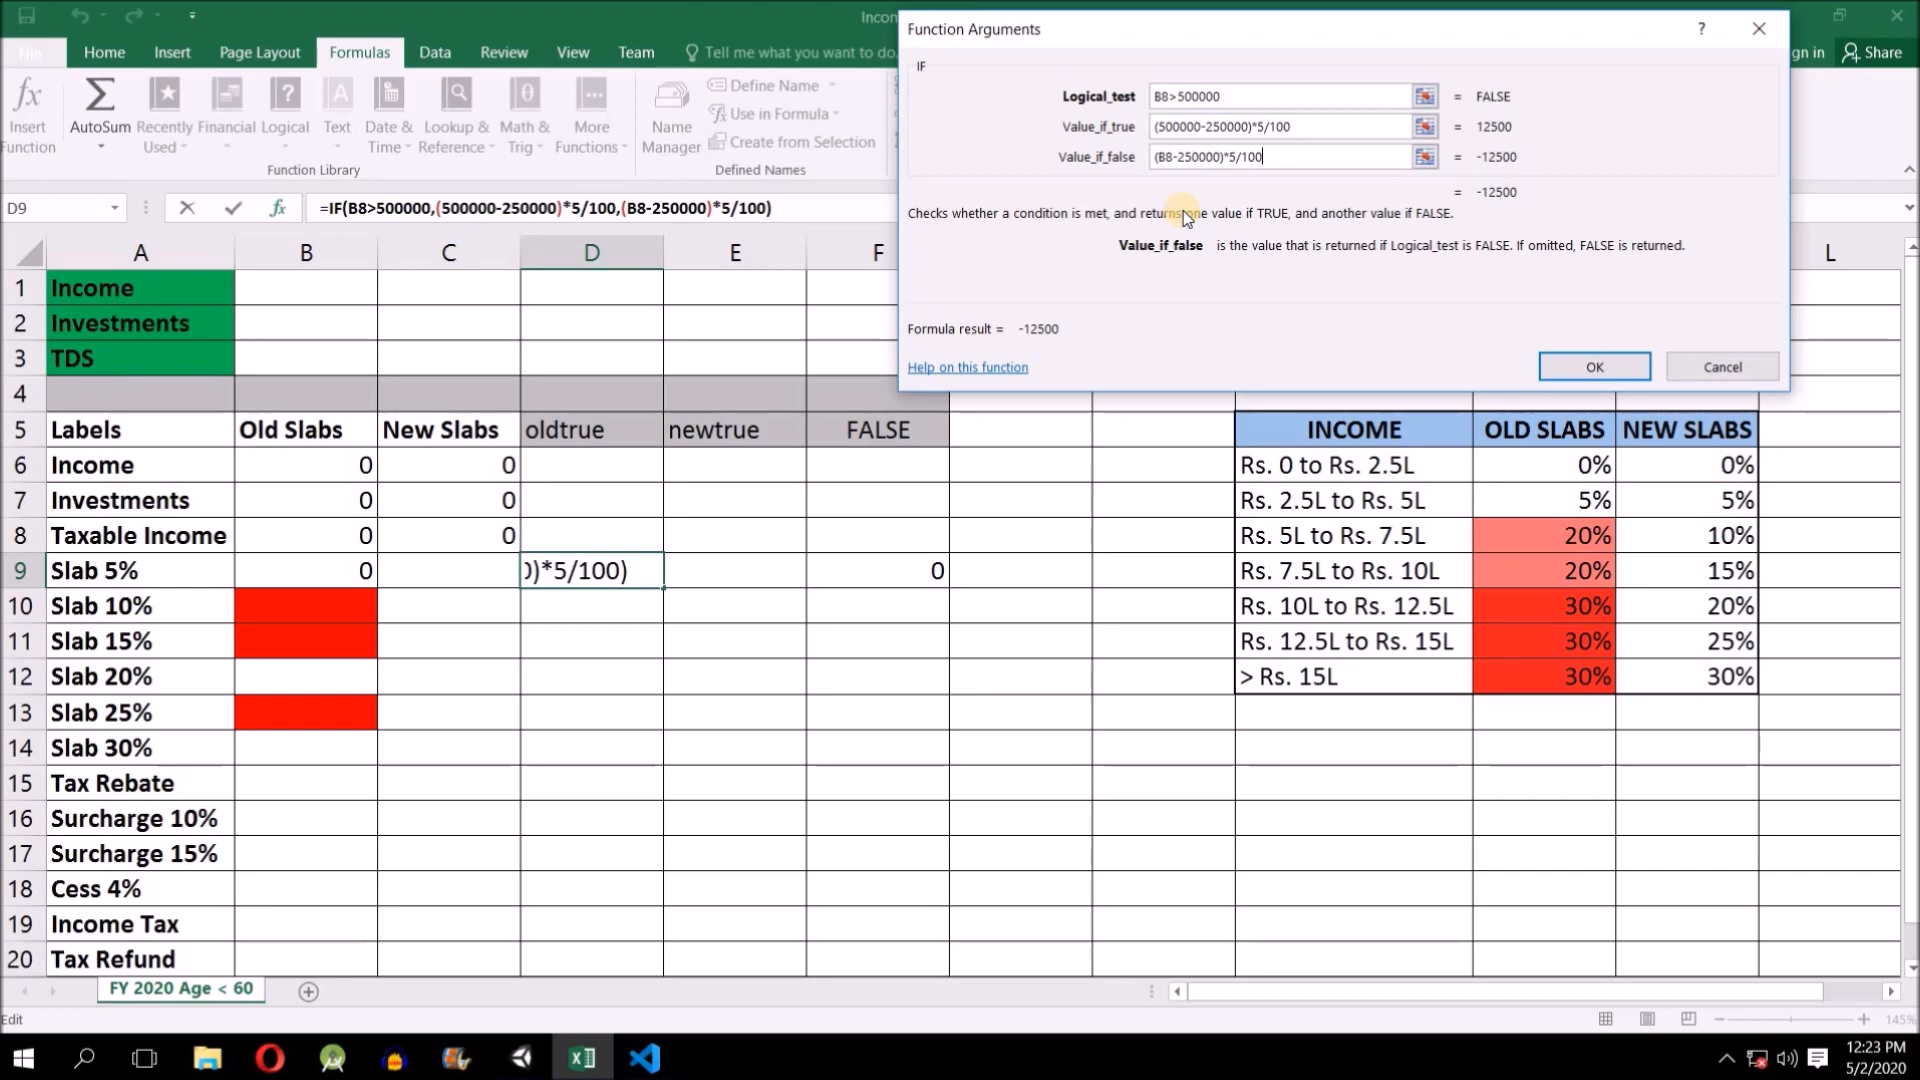 Incon
Function Arguments
?
File
Home
Insert
Page Layout
Formulas
Data
Review
View
Team
Tell me what you want to do.
gn in
Share
Insert Function
AutoSum
Recently Used
Financial
Logical
Text
Date & Time
Lookup & Reference
Math & Trig
More Functions
Function Library
Name Manager
Define Name
Use in Formula
Create from Selection
Defined Names
IF
Logical_test B8>500000 = FALSE
Value_if_true (500000-250000)*5/100 = 12500
Value_if_false (B8-250000)*5/100 = -12500
= -12500
Checks whether a condition is met, and returns one value if TRUE, and another value if FALSE.
Value_if_false is the value that is returned if Logical_test is FALSE. If omitted, FALSE is returned.
Formula result = -12500
Help on this function
OK
Cancel
D9
fx
=IF(B8>500000,(500000-250000)*5/100,(B8-250000)*5/100)
A B C D E F L
1 Income
2 Investments
3 TDS
4
5 Labels Old Slabs New Slabs oldtrue newtrue FALSE INCOME OLD SLABS NEW SLABS
6 Income 0 0 Rs. 0 to Rs. 2.5L 0% 0%
7 Investments 0 0 Rs. 2.5L to Rs. 5L 5% 5%
8 Taxable Income 0 0 Rs. 5L to Rs. 7.5L 20% 10%
9 Slab 5% 0 0)*5/100) 0 Rs. 7.5L to Rs. 10L 20% 15%
10 Slab 10% Rs. 10L to Rs. 12.5L 30% 20%
11 Slab 15% Rs. 12.5L to Rs. 15L 30% 25%
12 Slab 20% > Rs. 15L 30% 30%
13 Slab 25%
14 Slab 30%
15 Tax Rebate
16 Surcharge 10%
17 Surcharge 15%
18 Cess 4%
19 Income Tax
20 Tax Refund
FY 2020 Age < 60
Edit
145%
12:23 PM
5/2/2020